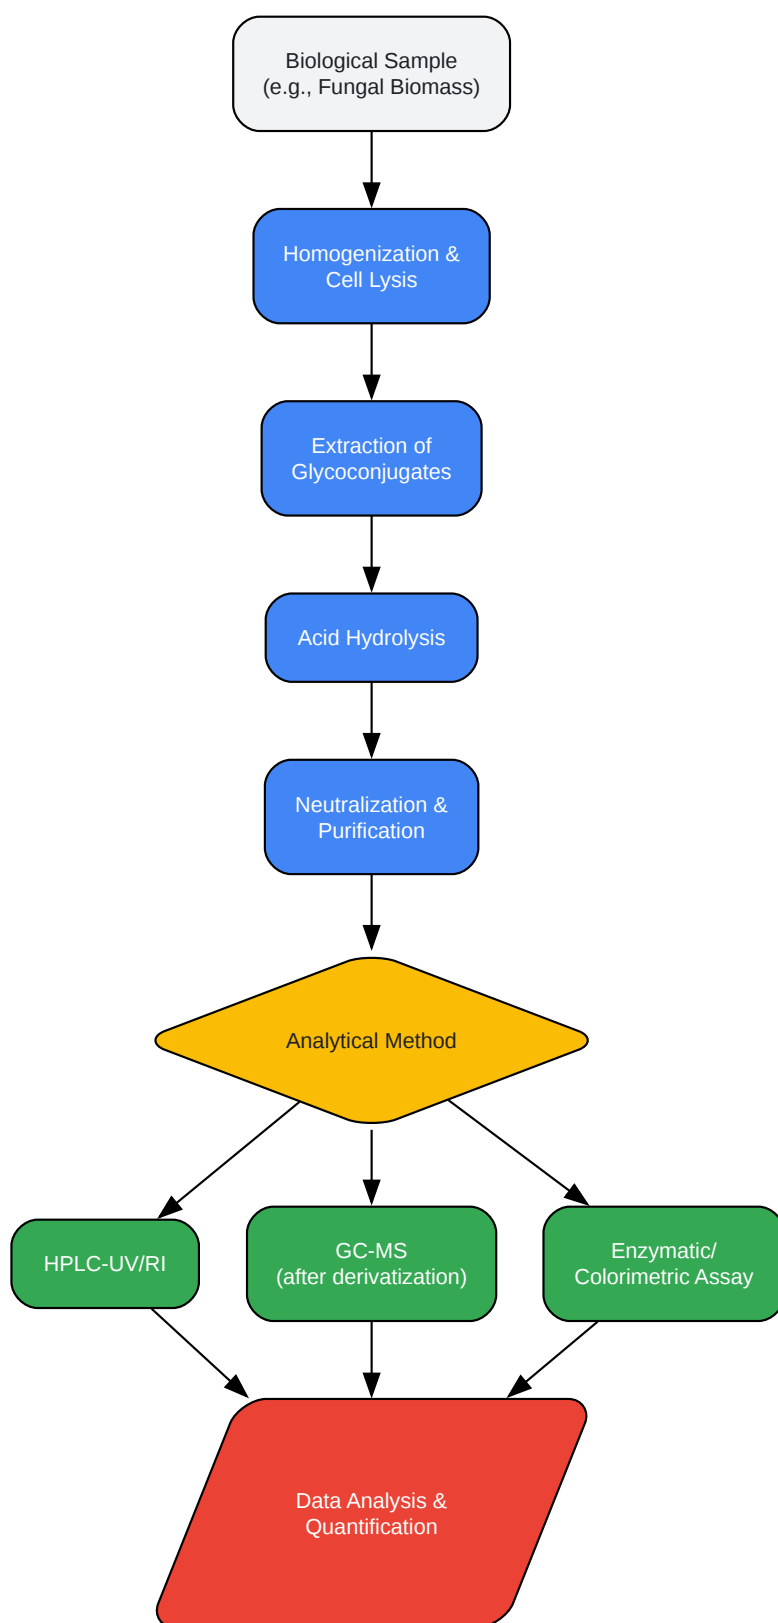 Biological Sample
(e.g., Fungal Biomass)
Homogenization &
Cell Lysis
Extraction of
Glycoconjugates
Acid Hydrolysis
Neutralization &
Purification
Analytical Method
HPLC-UV/RI
GC-MS
(after derivatization)
Enzymatic/
Colorimetric Assay
Data Analysis &
Quantification